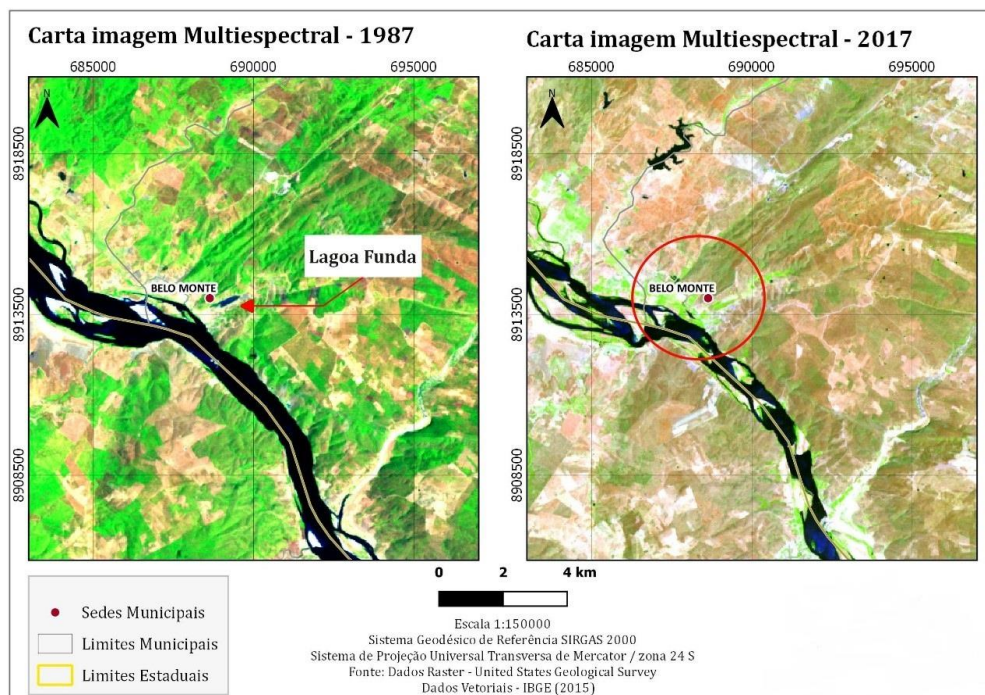 Carta imagem Multiespectral - 1987
685000 690000 695000
N
8918500
Lagoa Funda
BELO MONTE
8913500
8908500
Carta imagem Multiespectral - 2017
685000 690000 695000
N
8918500
BELO MONTE
8913500
8908500
0 2 4 km
Escala 1:150000
Sistema Geodésico de Referência SIRGAS 2000
Sistema de Projeção Universal Transversa de Mercator / zona 24 S
Fonte: Dados Raster - United States Geological Survey
Dados Vetoriais - IBGE (2015)
Sedes Municipais
Limites Municipais
Limites Estaduais